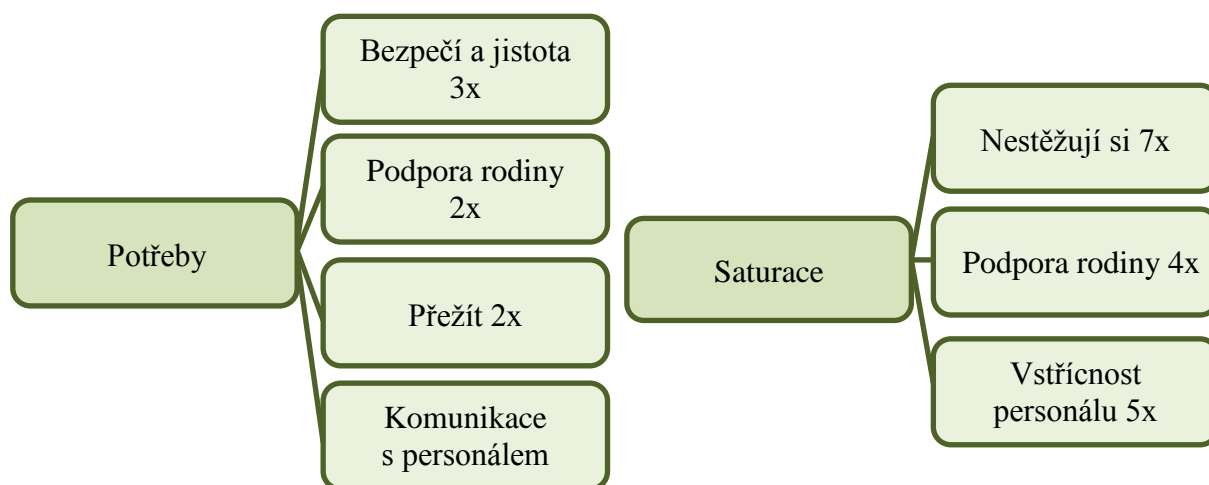 Potřeby
Bezpečí a jistota
3x
Podpora rodiny
2x
Přežít 2x
Komunikace
s personálem
Saturace
Nestěžují si 7x
Podpora rodiny 4x
Vstřícnost
personálu 5x